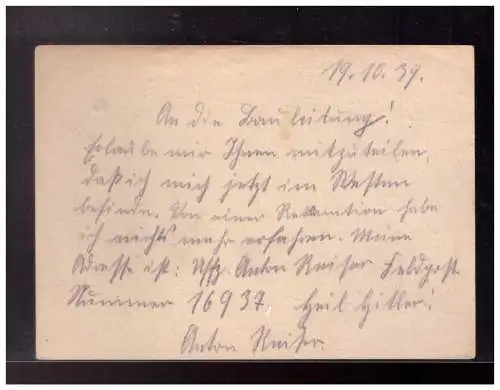 19.10.39.
An die Bauleitung!
Erlaube mir Ihnen mitzuteilen,
daß ich mich jetzt im Westen
befinde. Von einer Reklamation habe
ich nichts mehr erfahren. Meine
Adresse ist: Uffz. Anton Kaiser Feldpost
Nummer 16937. Heil Hitler!
Anton Kaiser.